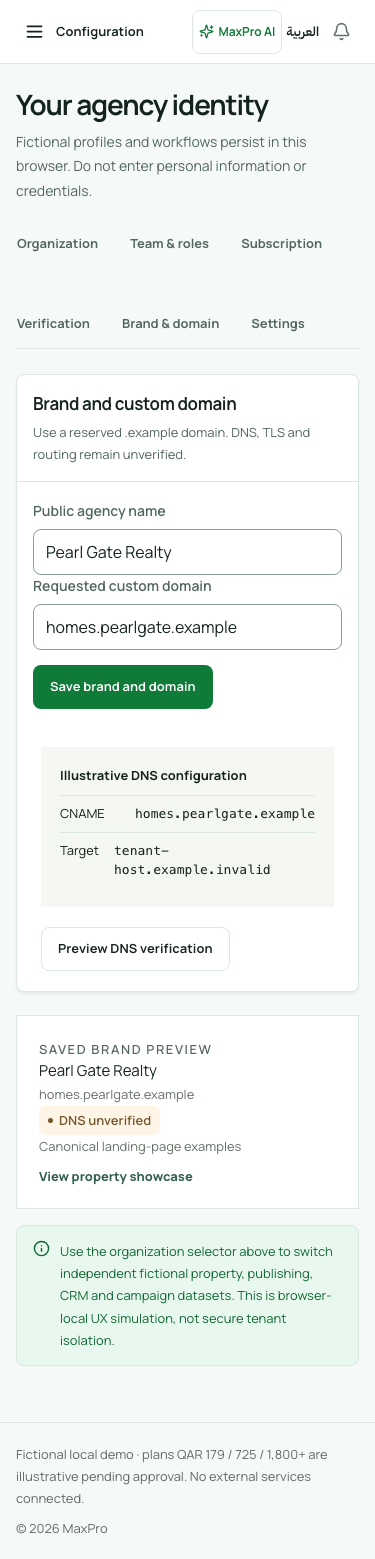 Configuration
MaxPro AI
العربية
Your agency identity
Fictional profiles and workflows persist in this
browser. Do not enter personal information or
credentials.
Organization Team & roles Subscription
Verification Brand & domain Settings
Brand and custom domain
Use a reserved .example domain. DNS, TLS and
routing remain unverified.
Public agency name
Pearl Gate Realty
Requested custom domain
homes.pearlgate.example
Save brand and domain
Illustrative DNS configuration
CNAME homes.pearlgate.example
Target tenant-
host.example.invalid
Preview DNS verification
SAVED BRAND PREVIEW
Pearl Gate Realty
homes.pearlgate.example
DNS unverified
Canonical landing-page examples
View property showcase
Use the organization selector above to switch
independent fictional property, publishing,
CRM and campaign datasets. This is browser-
local UX simulation, not secure tenant
isolation.
Fictional local demo · plans QAR 179 / 725 / 1,800+ are
illustrative pending approval. No external services
connected.
© 2026 MaxPro